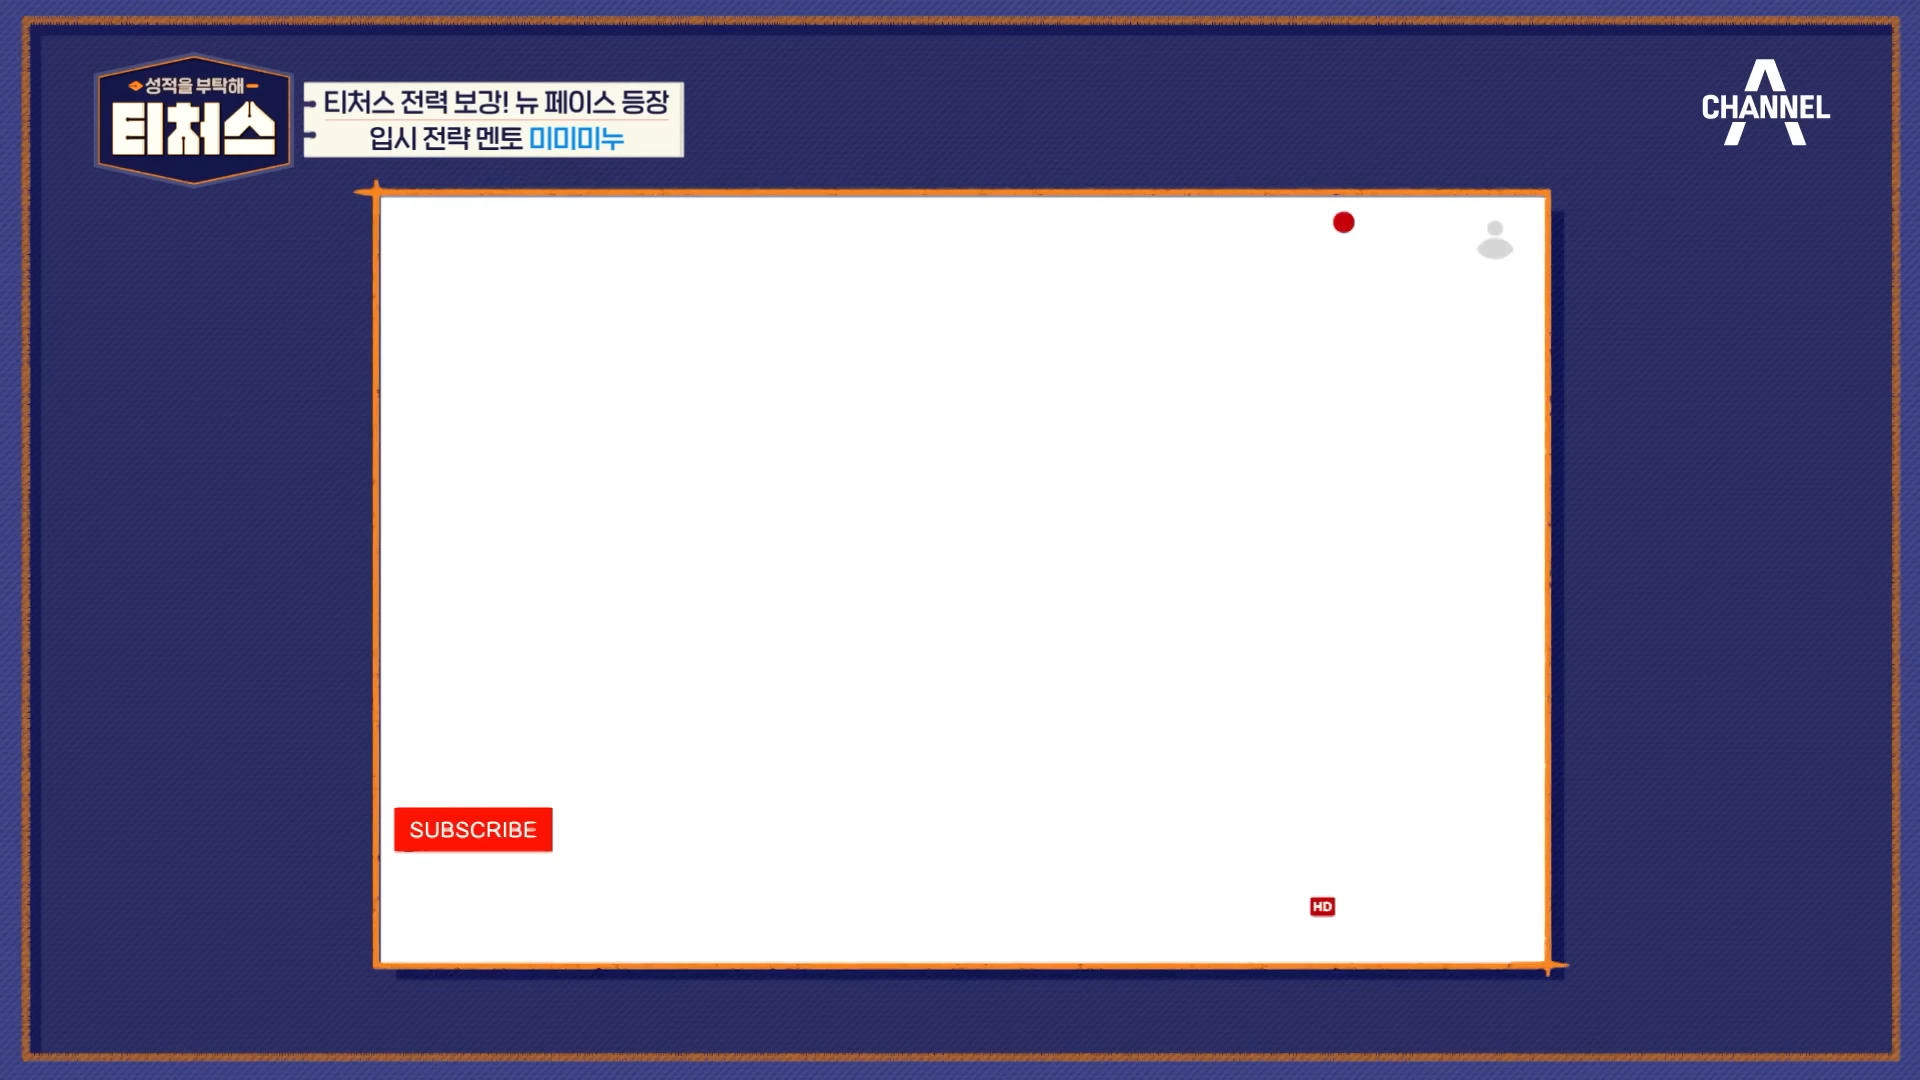 성적을 부탁해
티처스
티처스 전력 보강! 뉴 페이스 등장
입시 전략 멘토 미미미누
CHANNEL A
SUBSCRIBE
HD